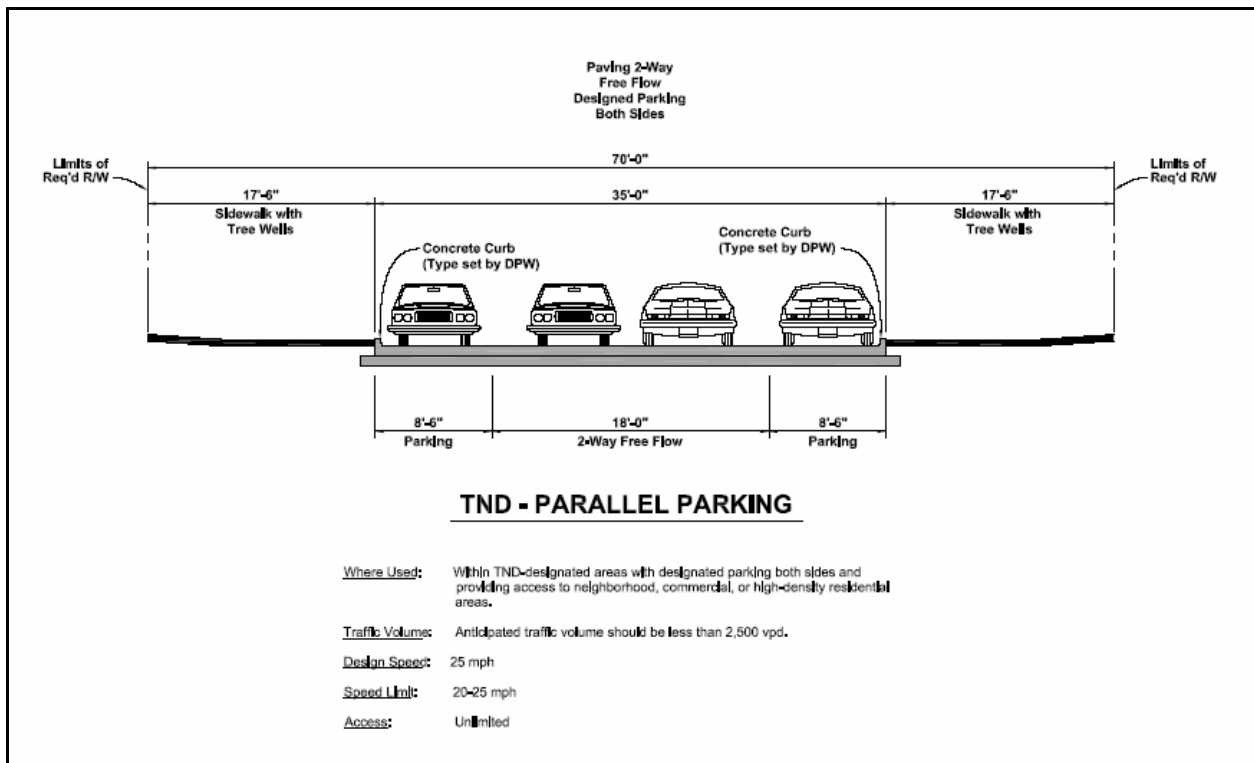 Paving 2-Way
Free Flow
Designed Parking
Both Sides
70'-0"
Limits of
Req'd R/W
Limits of
Req'd R/W
17'-6"
35'-0"
17'-6"
Sidewalk with
Tree Wells
Sidewalk with
Tree Wells
Concrete Curb
(Type set by DPW)
Concrete Curb
(Type set by DPW)
8'-6"
18'-0"
8'-6"
Parking
2-Way Free Flow
Parking
TND - PARALLEL PARKING
Where Used: Within TND-designated areas with designated parking both sides and
providing access to neighborhood, commercial, or high-density residential
areas.
Traffic Volume: Anticipated traffic volume should be less than 2,500 vpd.
Design Speed: 25 mph
Speed Limit: 20-25 mph
Access: Unlimited